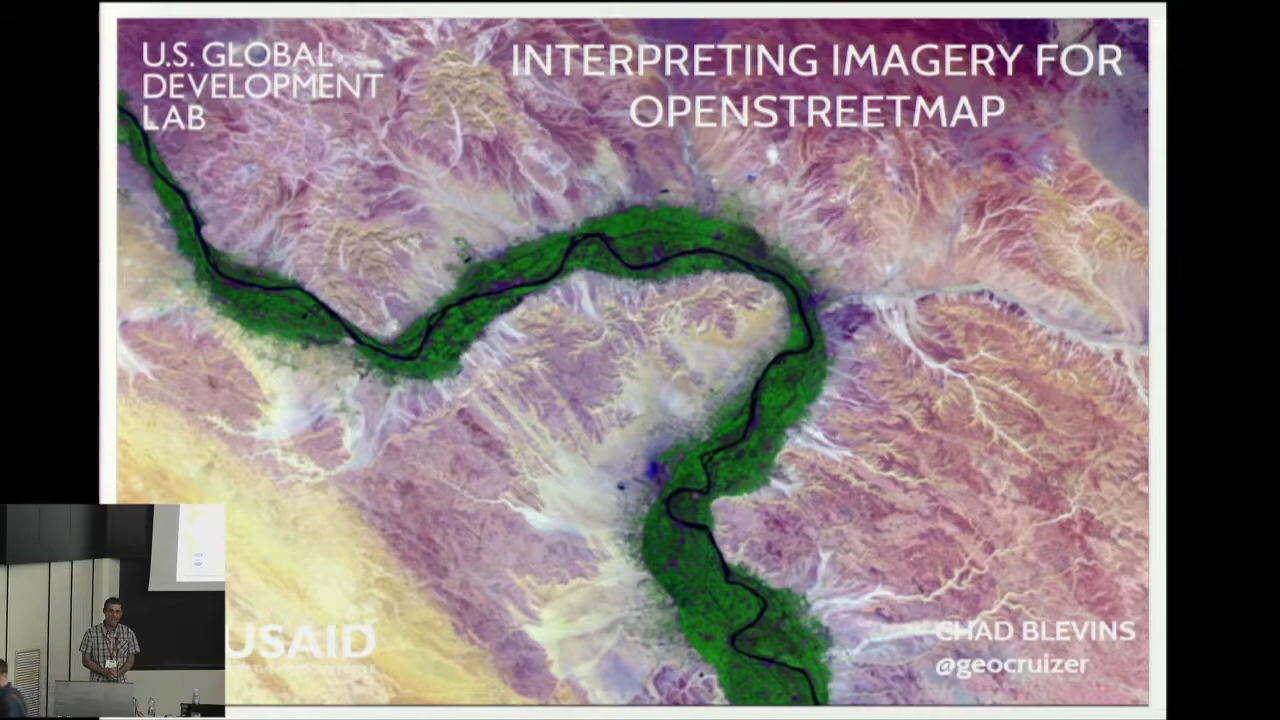 U.S. GLOBAL
DEVELOPMENT
LAB
INTERPRETING IMAGERY FOR
OPENSTREETMAP
USAID
CHAD BLEVINS
@geocruizer